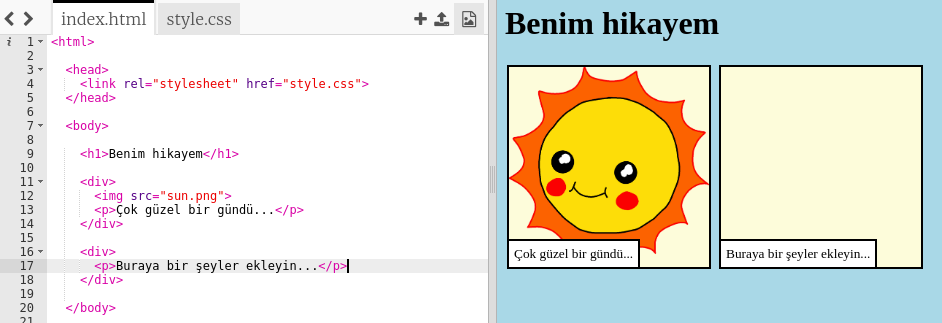 index.html style.css
1 <html>
2
3 <head>
4 <link rel="stylesheet" href="style.css">
5 </head>
6
7 <body>
8
9 <h1>Benim hikayem</h1>
10
11 <div>
12 <img src="sun.png">
13 <p>Çok güzel bir gündü...</p>
14 </div>
15
16 <div>
17 <p>Buraya bir şeyler ekleyin...</p>
18 </div>
19
20 </body>
21
Benim hikayem
Çok güzel bir gündü...
Buraya bir şeyler ekleyin...